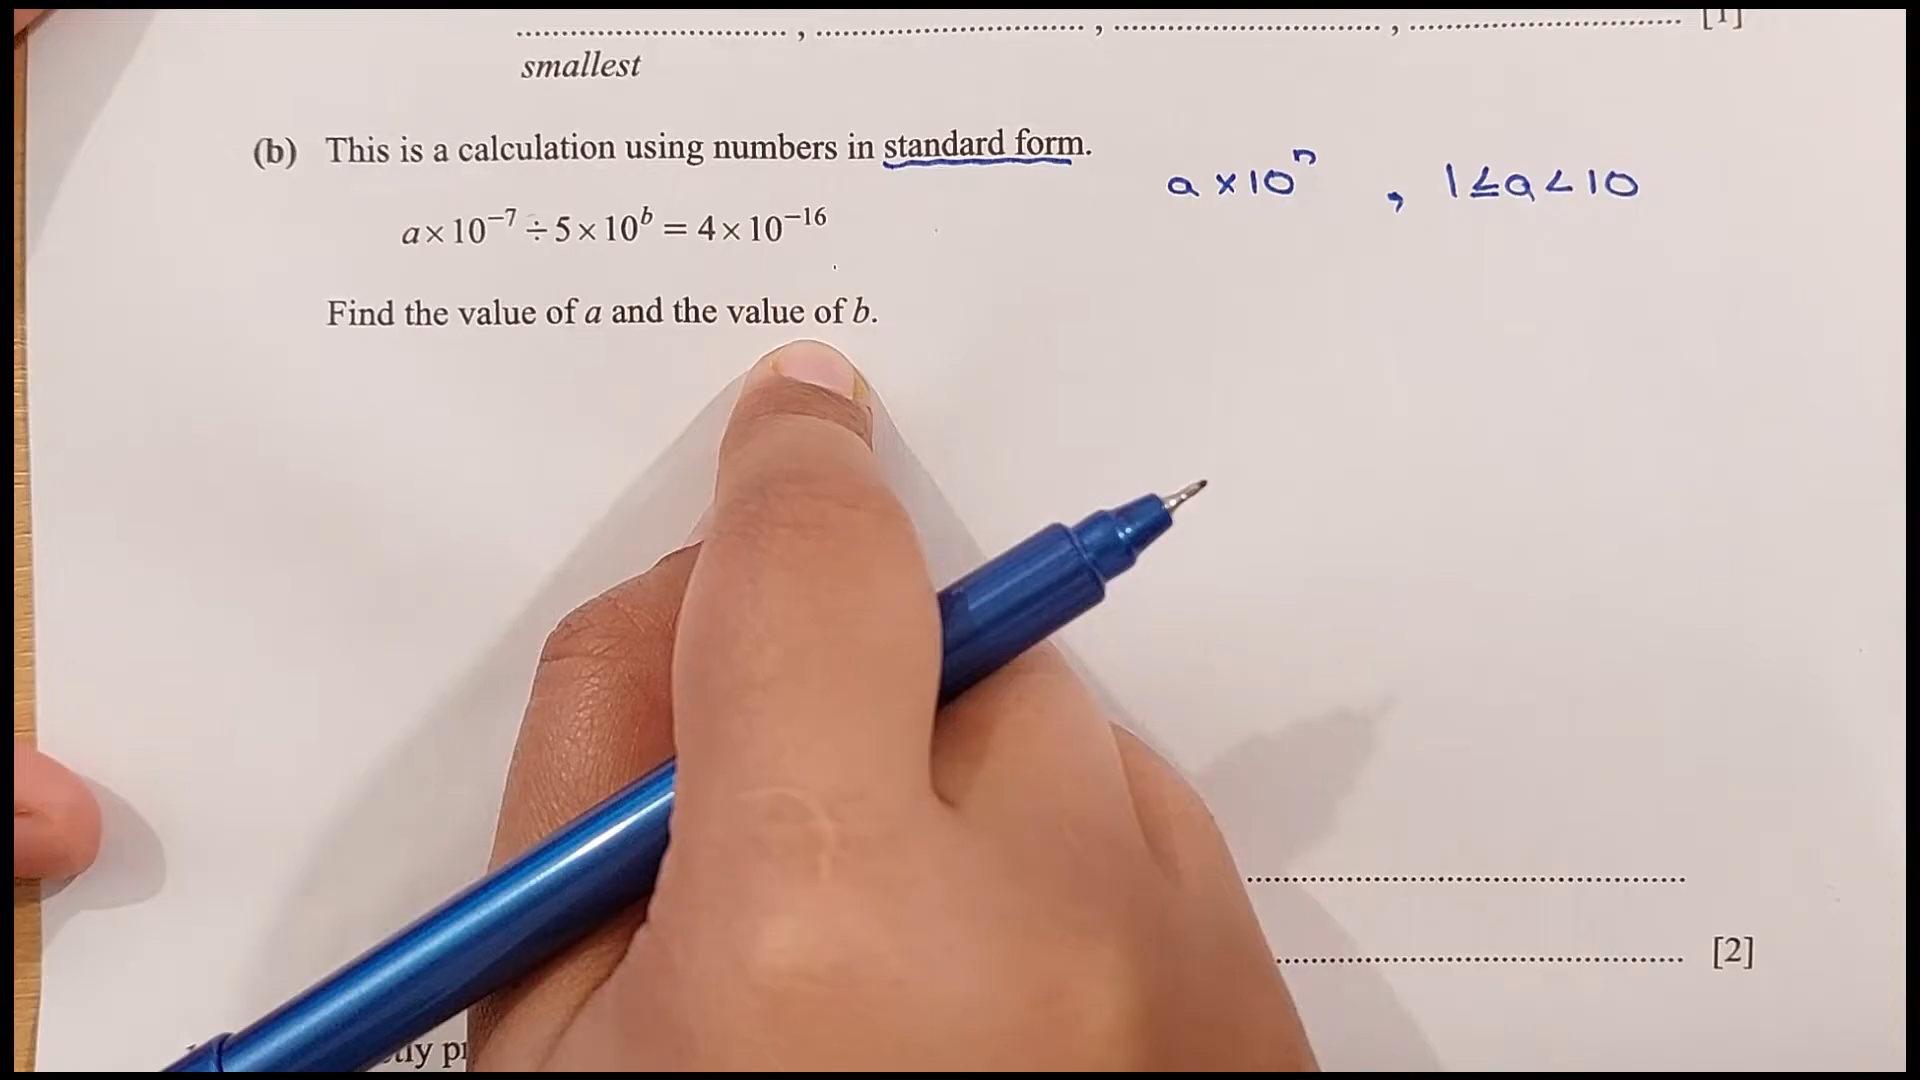 ........................... , ........................... , ........................... , ........................... [1]
smallest
(b) This is a calculation using numbers in standard form.
a × 10ⁿ , 1 ≤ a < 10
a × 10⁻⁷ ÷ 5 × 10ᵇ = 4 × 10⁻¹⁶
Find the value of a and the value of b.
............................................
............................................ [2]